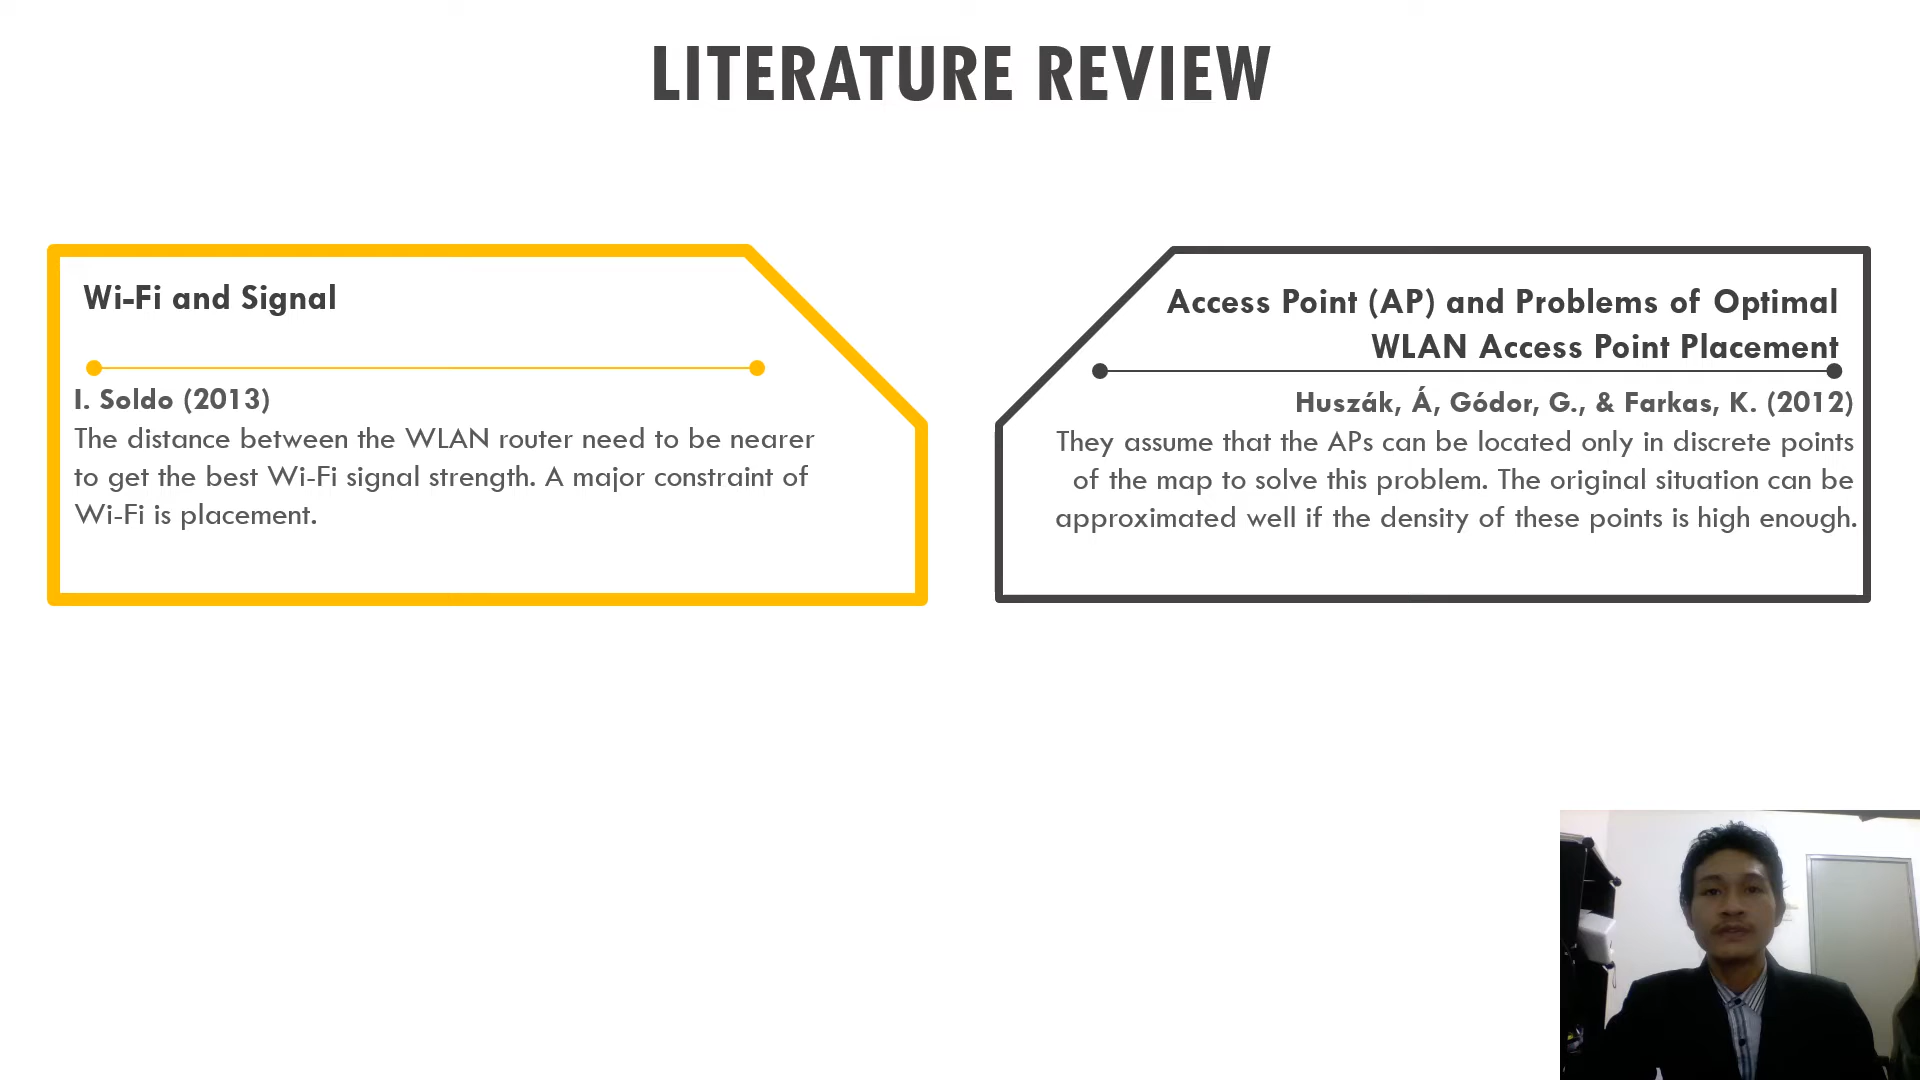 LITERATURE REVIEW
Wi-Fi and Signal
I. Soldo (2013)
The distance between the WLAN router need to be nearer
to get the best Wi-Fi signal strength. A major constraint of
Wi-Fi is placement.
Access Point (AP) and Problems of Optimal
WLAN Access Point Placement
Huszák, Á, Gódor, G., & Farkas, K. (2012)
They assume that the APs can be located only in discrete points
of the map to solve this problem. The original situation can be
approximated well if the density of these points is high enough.